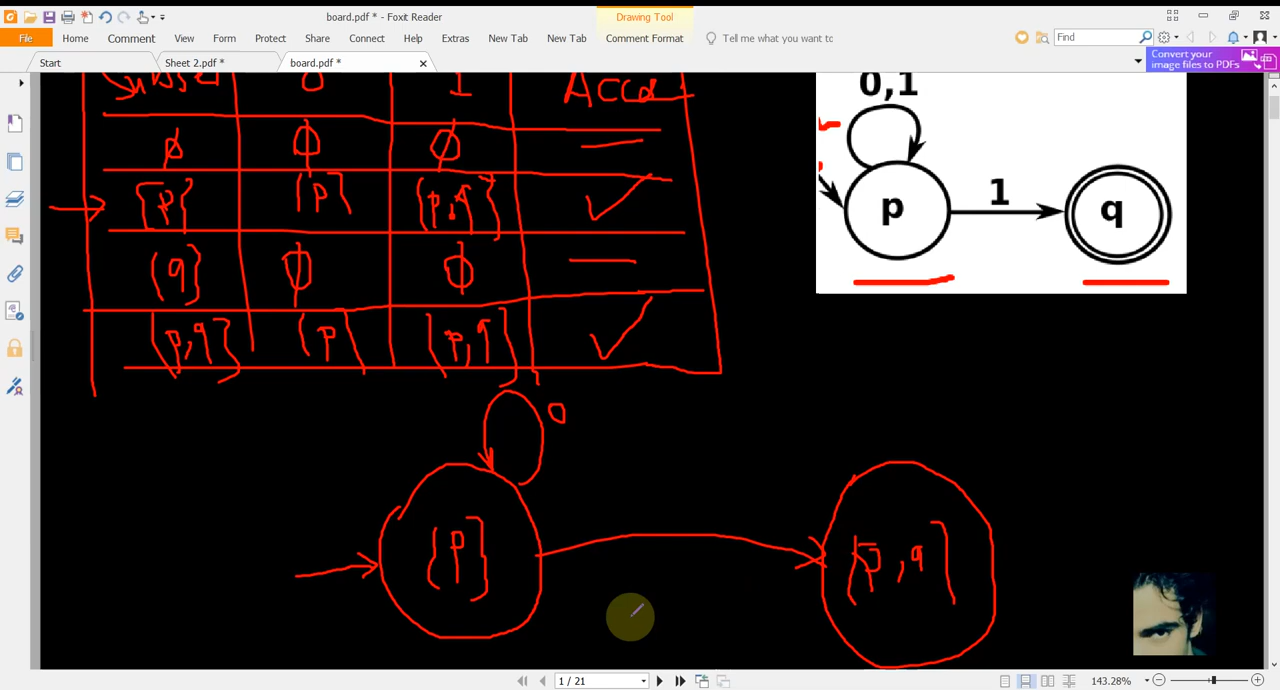 board.pdf * - Foxit Reader
Drawing Tool
File Home Comment View Form Protect Share Connect Help Extras New Tab New Tab Comment Format Tell me what you want to Find
Start Sheet 2.pdf * board.pdf *
Convert your
image files to PDFs
0 1
ϕ ϕ ϕ —
{p} {p} {p,q} ✓
{q} ϕ ϕ —
{p,q} {p} {p,q} ✓
0,1
p 1 q
0
{p} {p,q}
1 / 21 143.28%